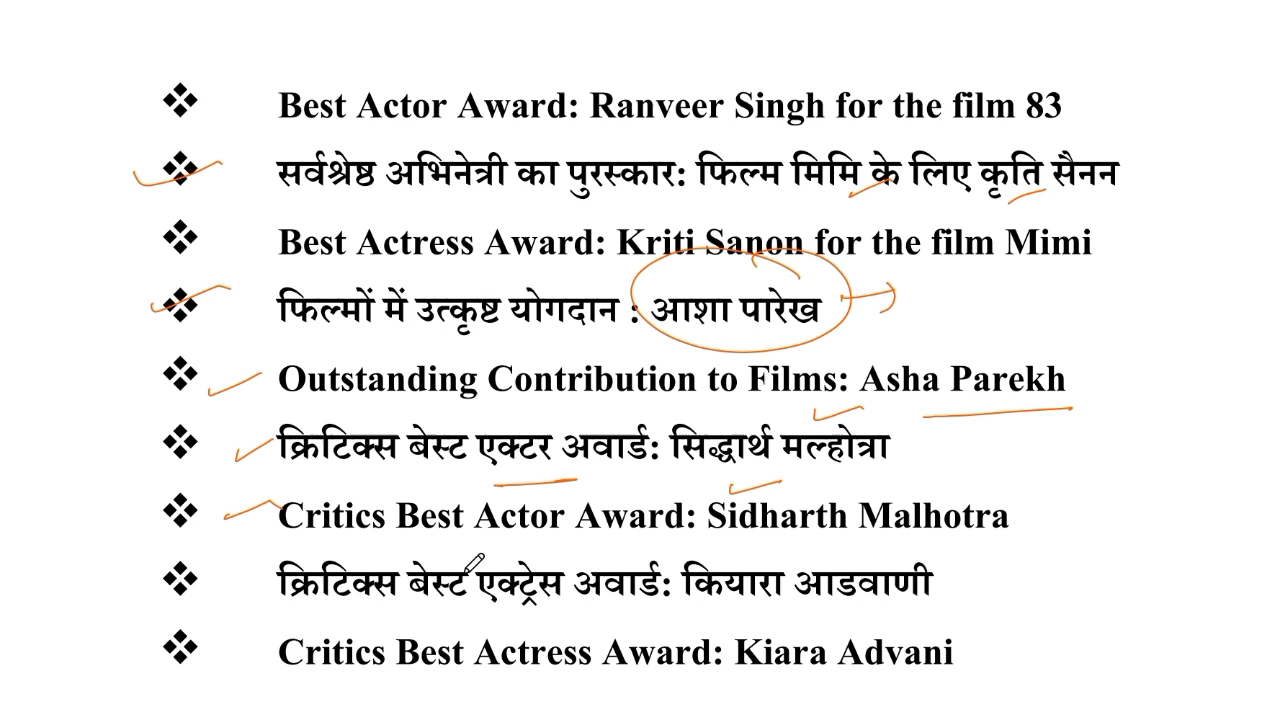 ❖ Best Actor Award: Ranveer Singh for the film 83
❖ सर्वश्रेष्ठ अभिनेत्री का पुरस्कार: फिल्म मिमि के लिए कृति सैनन
❖ Best Actress Award: Kriti Sanon for the film Mimi
❖ फिल्मों में उत्कृष्ट योगदान : आशा पारेख
❖ Outstanding Contribution to Films: Asha Parekh
❖ क्रिटिक्स बेस्ट एक्टर अवार्ड: सिद्धार्थ मल्होत्रा
❖ Critics Best Actor Award: Sidharth Malhotra
❖ क्रिटिक्स बेस्ट एक्ट्रेस अवार्ड: कियारा आडवाणी
❖ Critics Best Actress Award: Kiara Advani